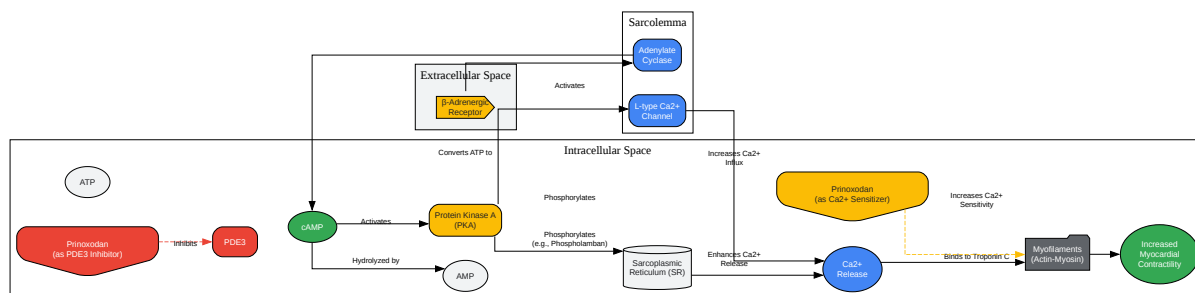 Sarcolemma
Adenylate
Cyclase
Extracellular Space
Activates
β-Adrenergic
Receptor
L-type Ca2+
Channel
Converts ATP to
Intracellular Space
Increases Ca2+
Influx
ATP
Prinoxodan
(as Ca2+ Sensitizer)
Increases Ca2+
Sensitivity
Phosphorylates
Protein Kinase A
(PKA)
Activates
cAMP
Prinoxodan
(as PDE3 Inhibitor)
Inhibits
PDE3
Phosphorylates
(e.g., Phospholamban)
Hydrolyzed by
AMP
Sarcoplasmic
Reticulum (SR)
Enhances Ca2+
Release
Ca2+
Release
Binds to Troponin C
Myofilaments
(Actin-Myosin)
Increased
Myocardial
Contractility